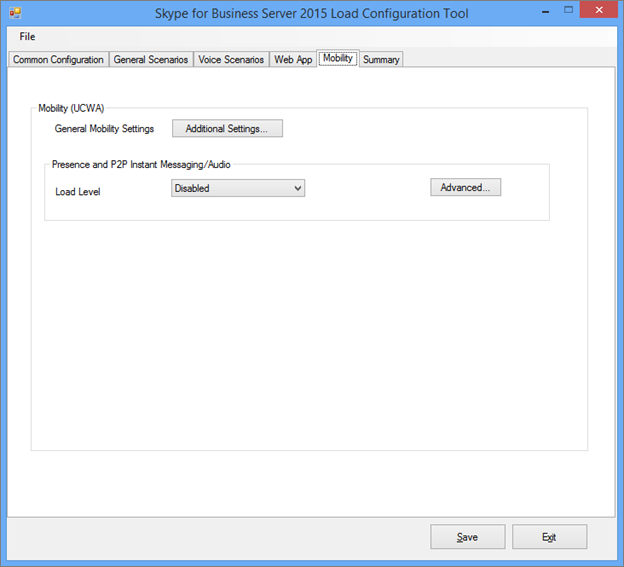 Skype for Business Server 2015 Load Configuration Tool
File
Common Configuration General Scenarios Voice Scenarios Web App Mobility Summary
Mobility (UCWA)
General Mobility Settings Additional Settings...
Presence and P2P Instant Messaging/Audio
Load Level Disabled Advanced...
Save Exit